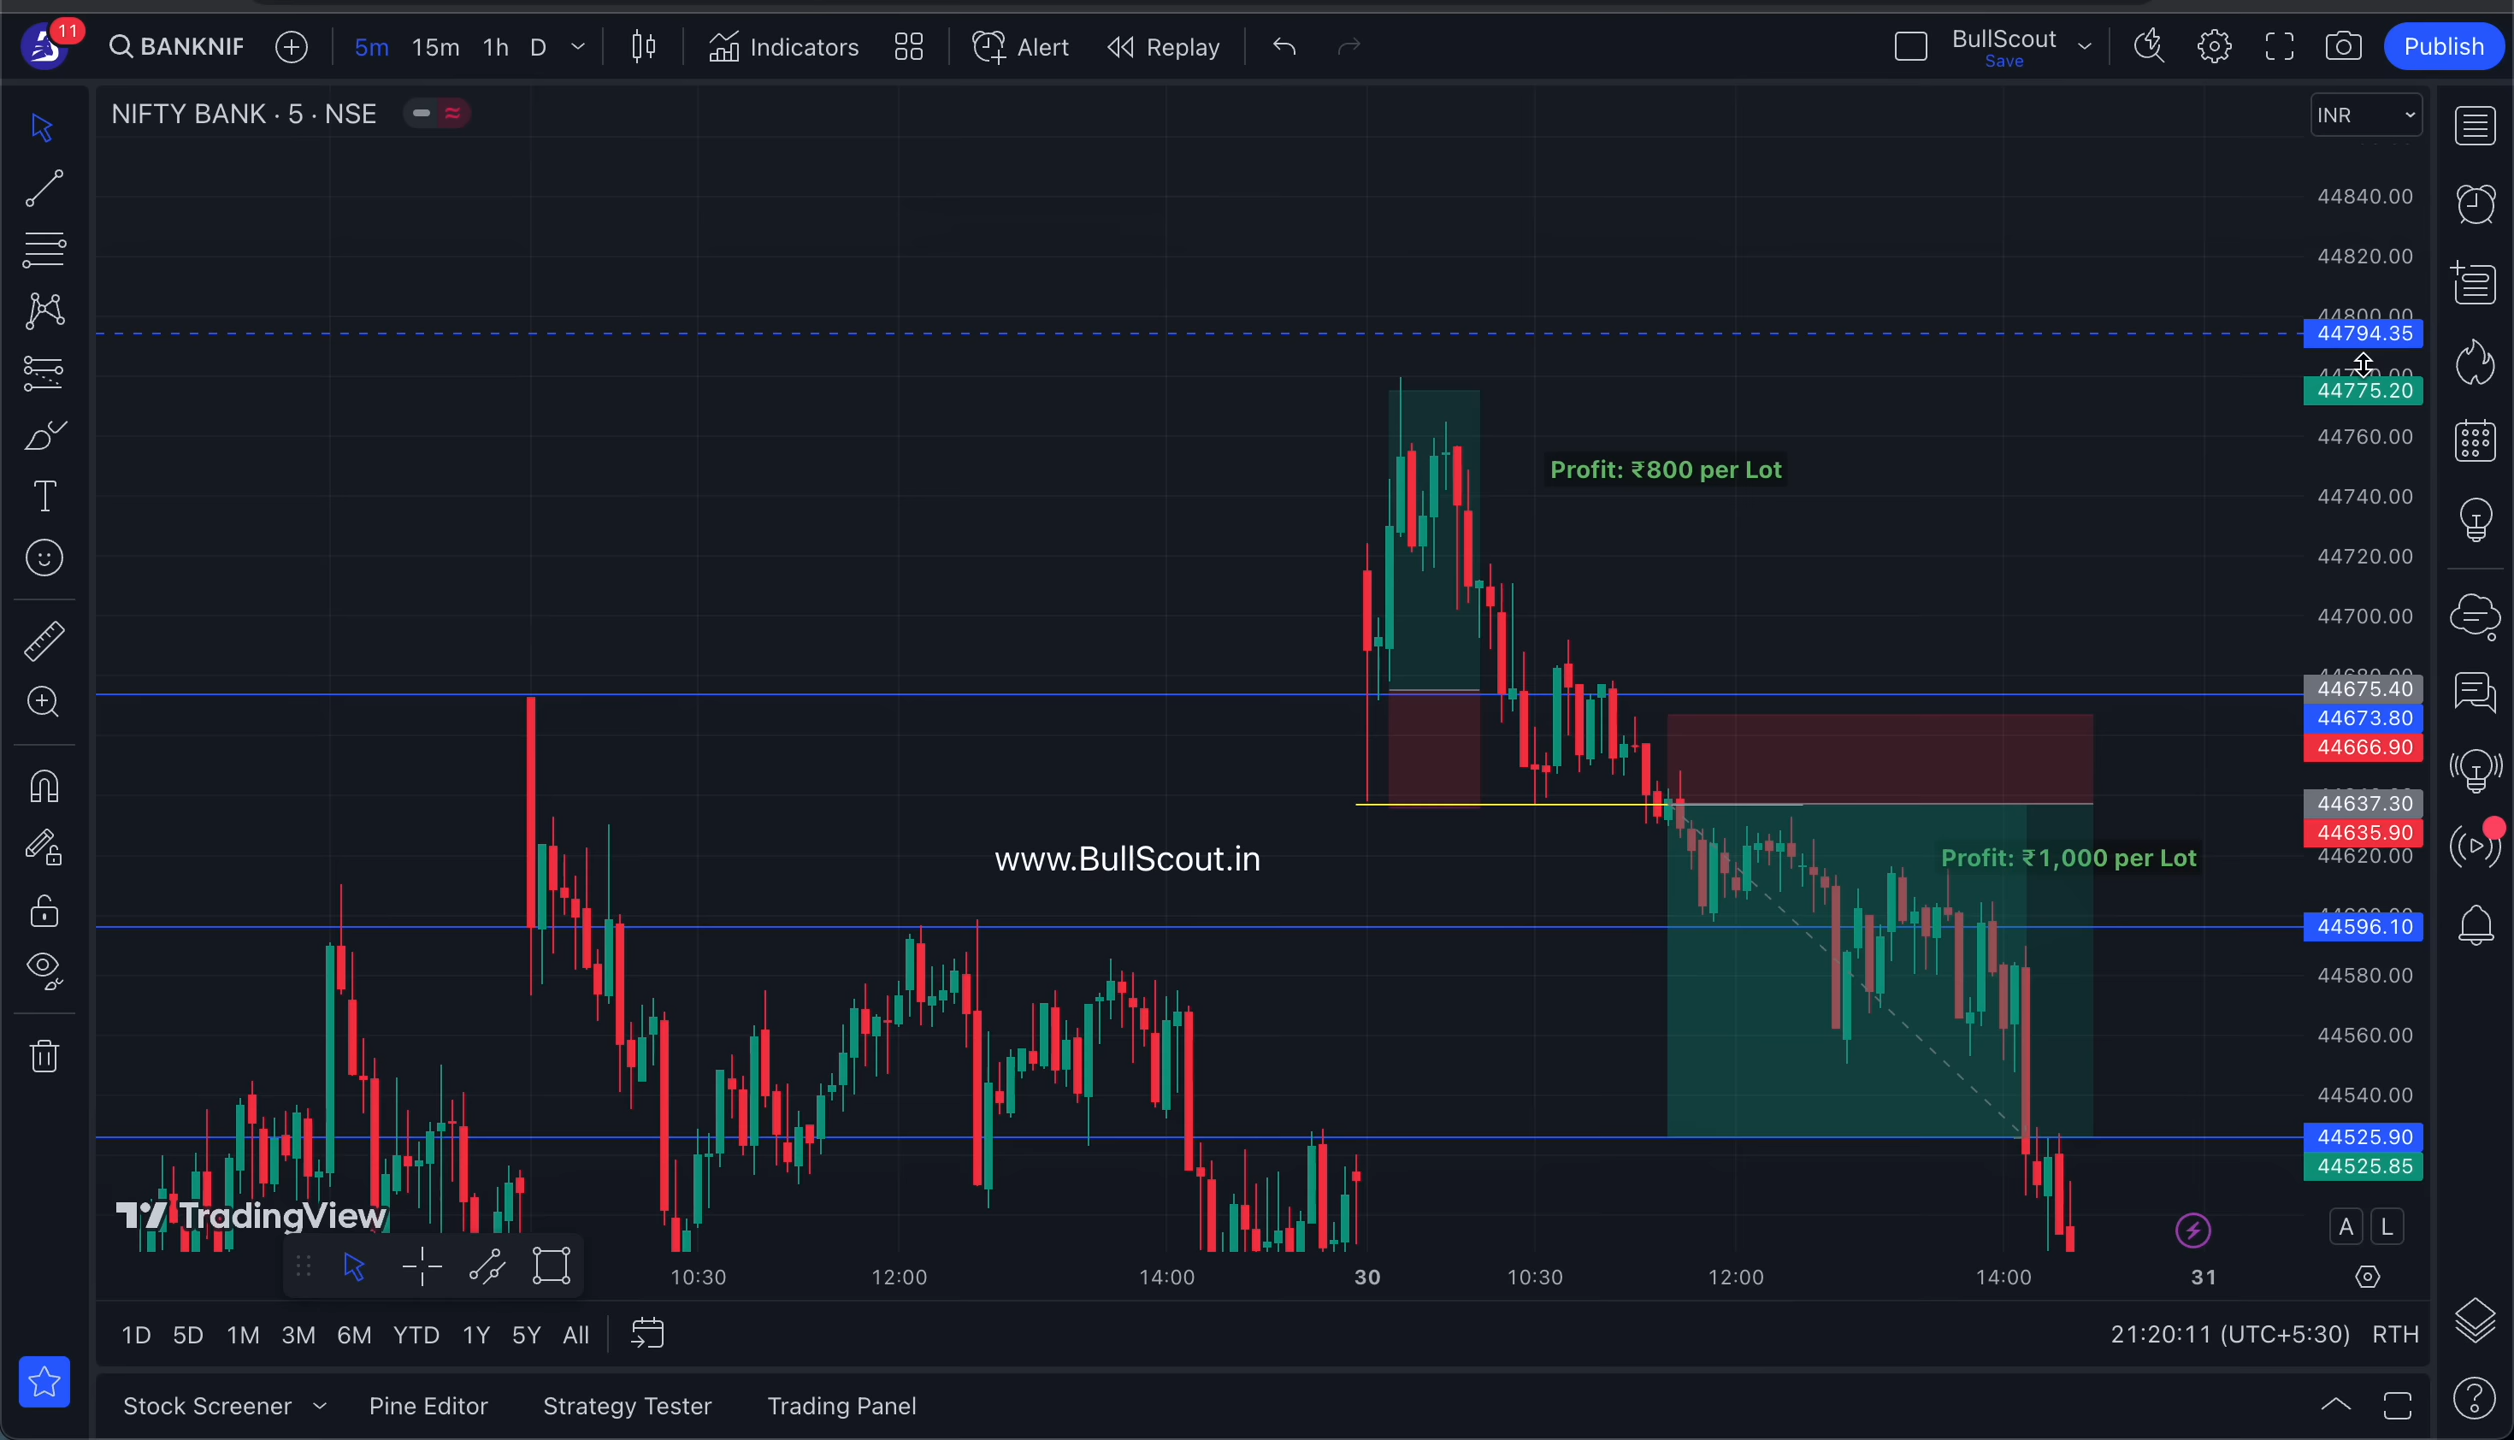 11
BANKNIF
5m 15m 1h D
Indicators
Alert
Replay
BullScout
Save
Publish
NIFTY BANK · 5 · NSE
INR
44840.00
44820.00
44800.00
44794.35
44775.20
44760.00
Profit: ₹800 per Lot
44740.00
44720.00
44700.00
44680.00
44675.40
44673.80
44666.90
44637.30
44635.90
www.BullScout.in
Profit: ₹1,000 per Lot
44620.00
44596.10
44580.00
44560.00
44540.00
44525.90
44525.85
TradingView
A L
10:30 12:00 14:00 30 10:30 12:00 14:00 31
1D 5D 1M 3M 6M YTD 1Y 5Y All
21:20:11 (UTC+5:30) RTH
Stock Screener Pine Editor Strategy Tester Trading Panel